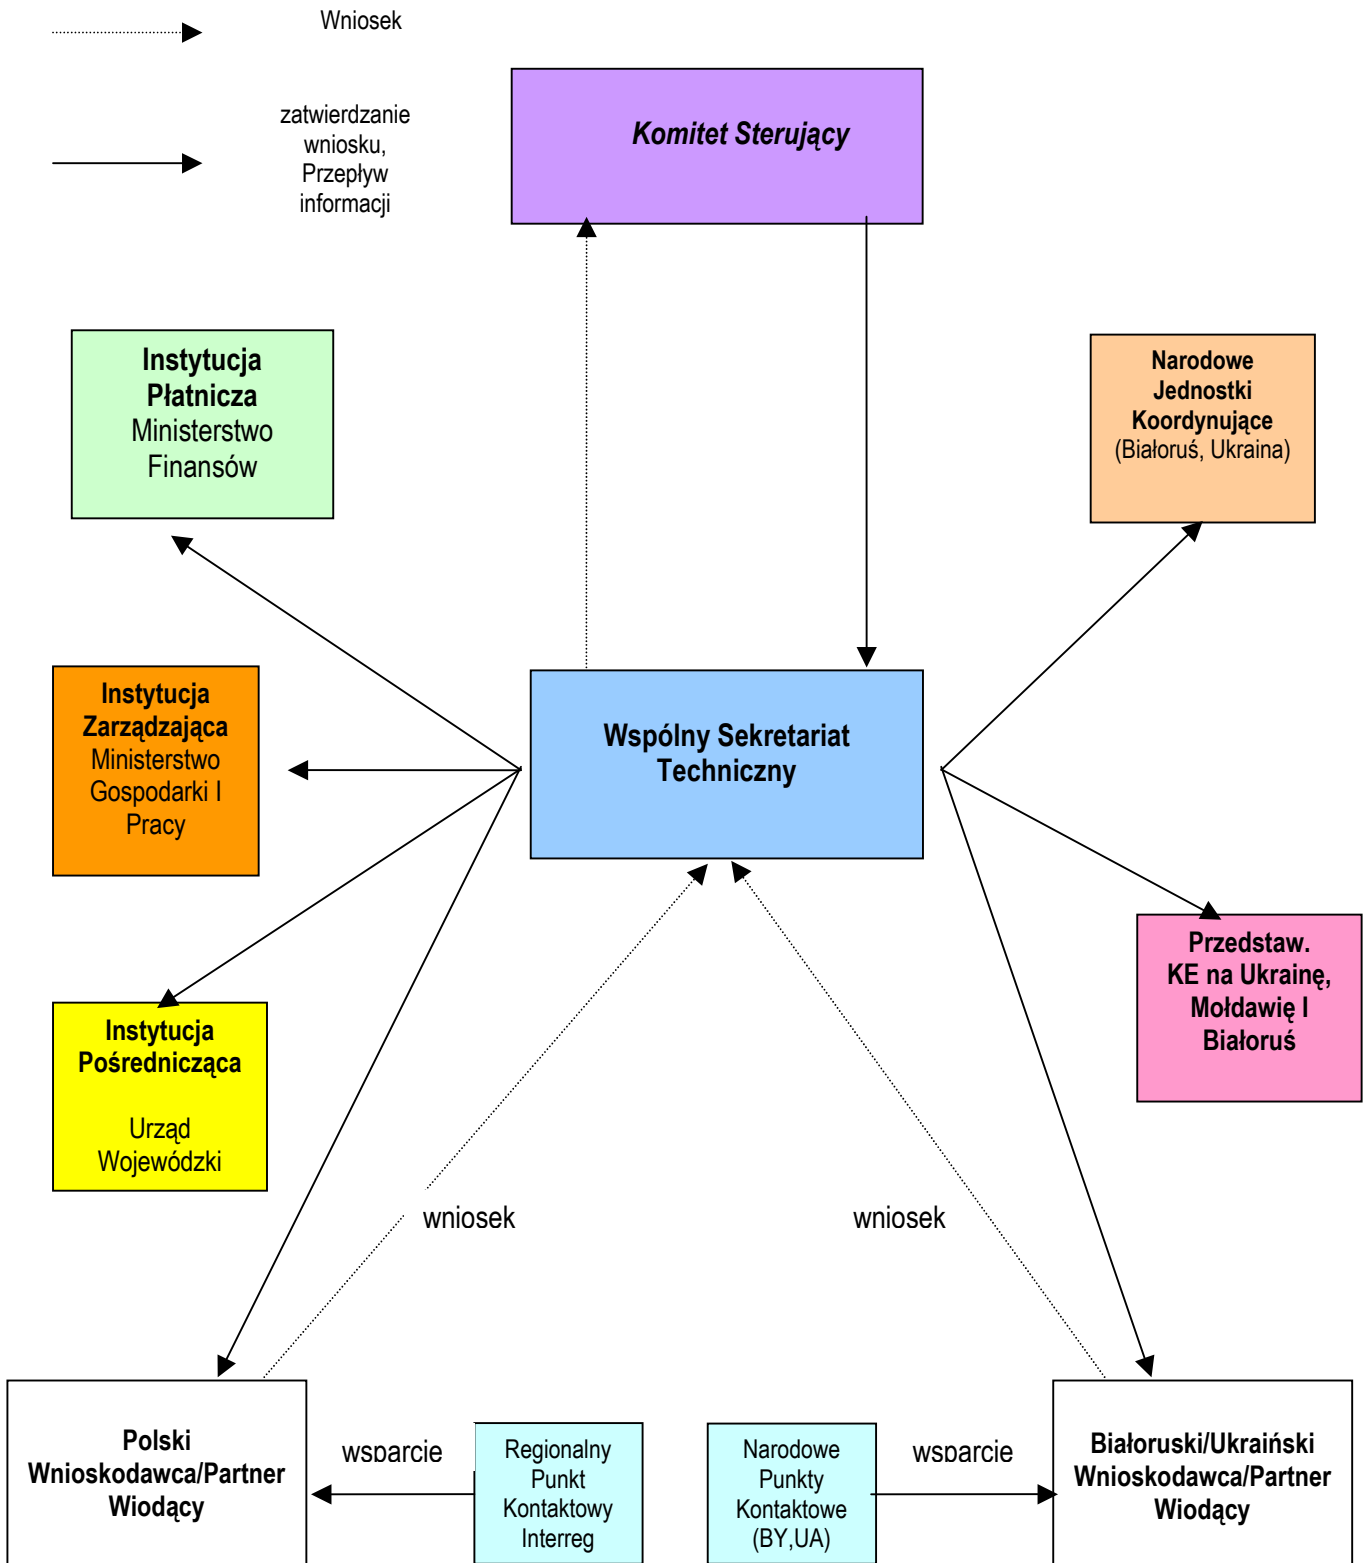 Wniosek
zatwierdzanie
wniosku,
Przepływ
informacji
Komitet Sterujący
Instytucja
Płatnicza
Ministerstwo
Finansów
Narodowe
Jednostki
Koordynujące
(Białoruś, Ukraina)
Instytucja
Zarządzająca
Ministerstwo
Gospodarki I
Pracy
Wspólny Sekretariat
Techniczny
Przedstaw.
KE na Ukrainę,
Mołdawię I
Białoruś
Instytucja
Pośrednicząca
Urząd
Wojewódzki
wniosek
wniosek
Polski
Wnioskodawca/Partner
Wiodący
wsparcie
Regionalny
Punkt
Kontaktowy
Interreg
Narodowe
Punkty
Kontaktowe
(BY,UA)
wsparcie
Białoruski/Ukraiński
Wnioskodawca/Partner
Wiodący